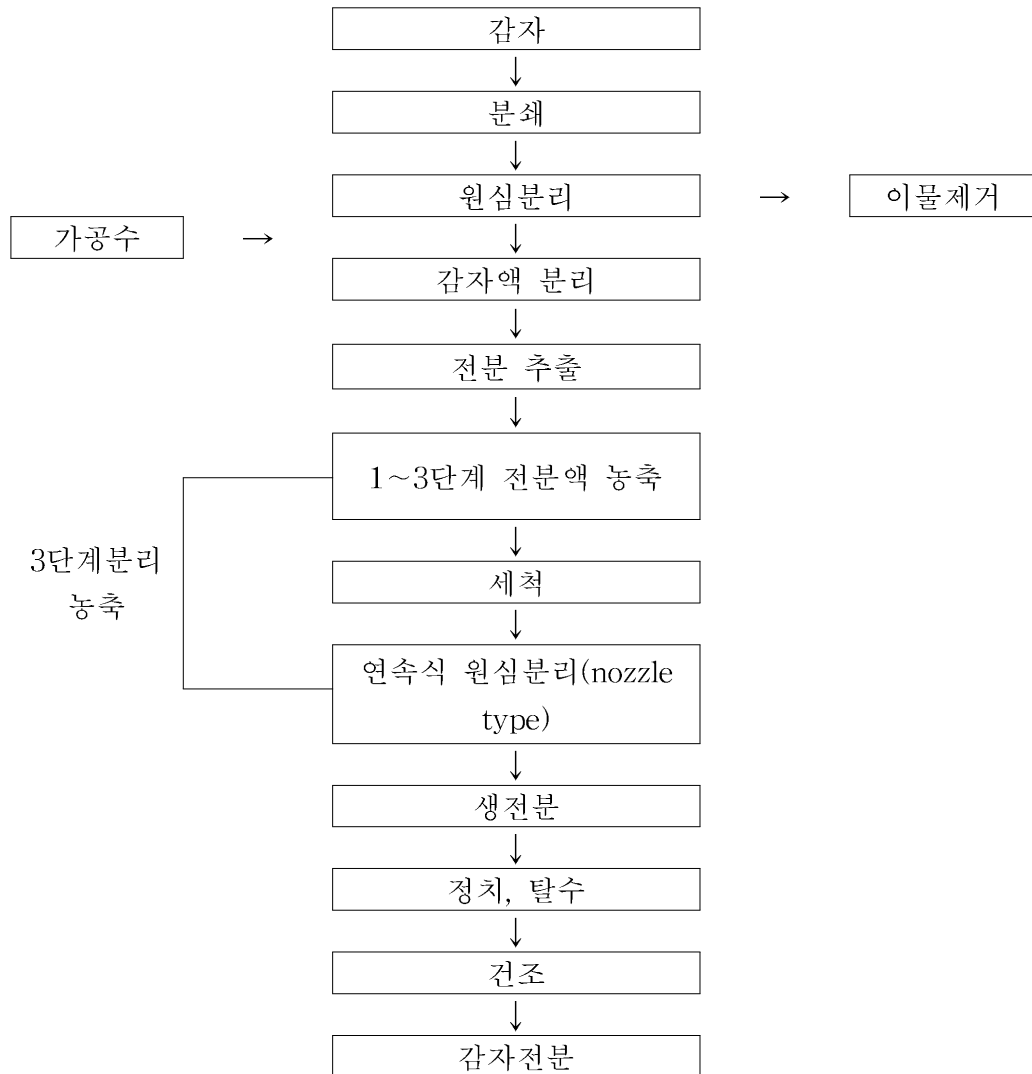 감자
↓
분쇄
↓
원심분리 → 이물제거
가공수 → ↓
감자액 분리
↓
전분 추출
↓
1~3단계 전분액 농축
↓
3단계분리
농축
세척
↓
연속식 원심분리(nozzle
type)
↓
생전분
↓
정치, 탈수
↓
건조
↓
감자전분